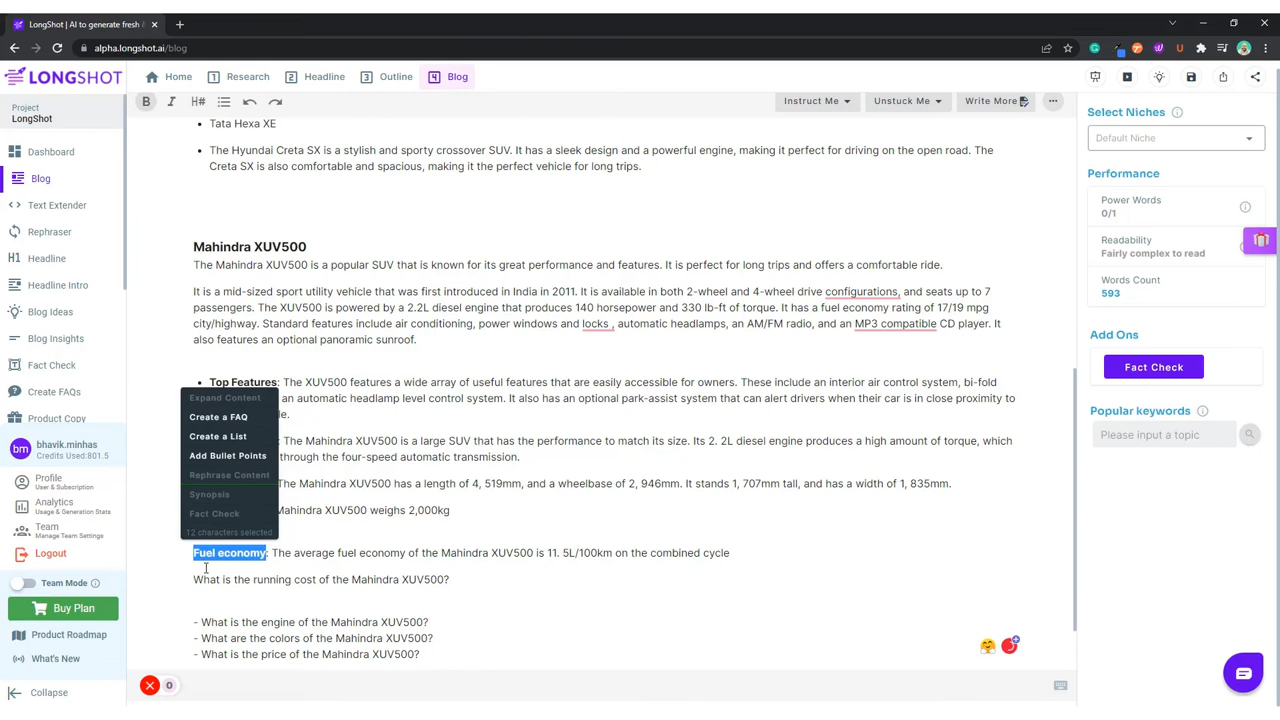 LongShot | AI to generate fresh &
alpha.longshot.ai/blog
LONGSHOT
Home
1 Research
2 Headline
3 Outline
4 Blog
Project
LongShot
Dashboard
Blog
Text Extender
Rephraser
H1 Headline
Headline Intro
Blog Ideas
Blog Insights
Fact Check
Create FAQs
Product Copy
bm
bhavik.minhas
Credits Used:801.5
Profile
User & Subscription
Analytics
Usage & Generation Stats
Team
Manage Team Settings
Logout
Team Mode
Buy Plan
Product Roadmap
What's New
Collapse
B I H#
Instruct Me
Unstuck Me
Write More
• Tata Hexa XE
• The Hyundai Creta SX is a stylish and sporty crossover SUV. It has a sleek design and a powerful engine, making it perfect for driving on the open road. The
Creta SX is also comfortable and spacious, making it the perfect vehicle for long trips.
Mahindra XUV500
The Mahindra XUV500 is a popular SUV that is known for its great performance and features. It is perfect for long trips and offers a comfortable ride.
It is a mid-sized sport utility vehicle that was first introduced in India in 2011. It is available in both 2-wheel and 4-wheel drive configurations, and seats up to 7
passengers. The XUV500 is powered by a 2.2L diesel engine that produces 140 horsepower and 330 lb-ft of torque. It has a fuel economy rating of 17/19 mpg
city/highway. Standard features include air conditioning, power windows and locks , automatic headlamps, an AM/FM radio, and an MP3 compatible CD player. It
also features an optional panoramic sunroof.
• Top Features: The XUV500 features a wide array of useful features that are easily accessible for owners. These include an interior air control system, bi-fold
an automatic headlamp level control system. It also has an optional park-assist system that can alert drivers when their car is in close proximity to
de.
: The Mahindra XUV500 is a large SUV that has the performance to match its size. Its 2. 2L diesel engine produces a high amount of torque, which
through the four-speed automatic transmission.
The Mahindra XUV500 has a length of 4, 519mm, and a wheelbase of 2, 946mm. It stands 1, 707mm tall, and has a width of 1, 835mm.
Mahindra XUV500 weighs 2,000kg
Expand Content
Create a FAQ
Create a List
Add Bullet Points
Rephrase Content
Synopsis
Fact Check
12 characters selected
Fuel economy: The average fuel economy of the Mahindra XUV500 is 11. 5L/100km on the combined cycle
What is the running cost of the Mahindra XUV500?
- What is the engine of the Mahindra XUV500?
- What are the colors of the Mahindra XUV500?
- What is the price of the Mahindra XUV500?
0
Select Niches
Default Niche
Performance
Power Words
0/1
Readability
Fairly complex to read
Words Count
593
Add Ons
Fact Check
Popular keywords
Please input a topic